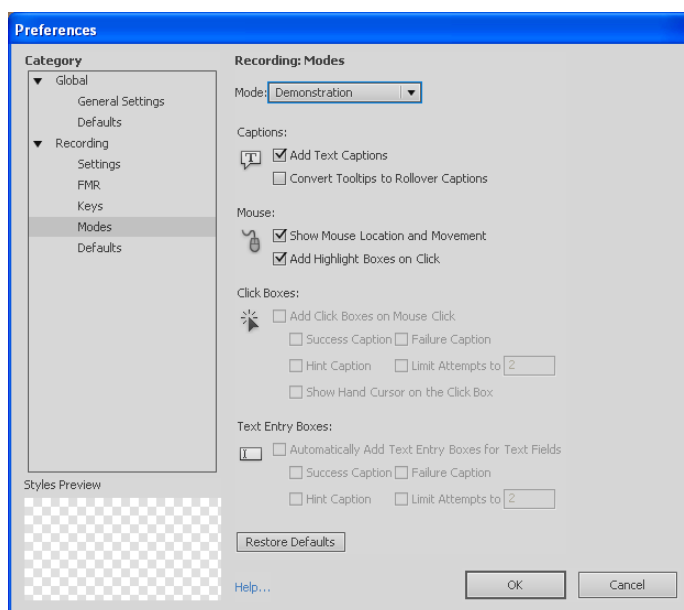 Preferences
Category
Global
General Settings
Defaults
Recording
Settings
FMR
Keys
Modes
Defaults
Styles Preview
Recording: Modes
Mode: Demonstration
Captions:
T
Add Text Captions
Convert Tooltips to Rollover Captions
Mouse:
Show Mouse Location and Movement
Add Highlight Boxes on Click
Click Boxes:
Add Click Boxes on Mouse Click
Success Caption Failure Caption
Hint Caption Limit Attempts to 2
Show Hand Cursor on the Click Box
Text Entry Boxes:
Automatically Add Text Entry Boxes for Text Fields
Success Caption Failure Caption
Hint Caption Limit Attempts to 2
Restore Defaults
Help... OK Cancel